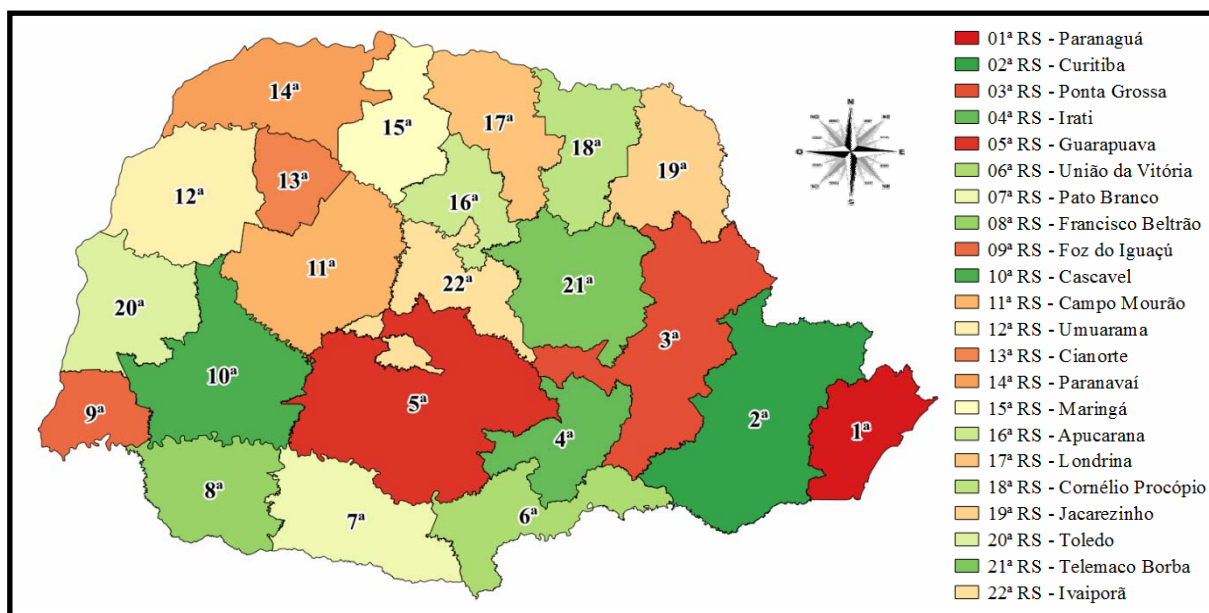 14ª
15ª
17ª
18ª
19ª
12ª
13ª
16ª
11ª
22ª
21ª
20ª
3ª
10ª
5ª
9ª
4ª
2ª
1ª
8ª
7ª
6ª
N
O
E
S
01ª RS - Paranaguá
02ª RS - Curitiba
03ª RS - Ponta Grossa
04ª RS - Irati
05ª RS - Guarapuava
06ª RS - União da Vitória
07ª RS - Pato Branco
08ª RS - Francisco Beltrão
09ª RS - Foz do Iguaçú
10ª RS - Cascavel
11ª RS - Campo Mourão
12ª RS - Umuarama
13ª RS - Cianorte
14ª RS - Paranavaí
15ª RS - Maringá
16ª RS - Apucarana
17ª RS - Londrina
18ª RS - Cornélio Procópio
19ª RS - Jacarezinho
20ª RS - Toledo
21ª RS - Telemaco Borba
22ª RS - Ivaiporã